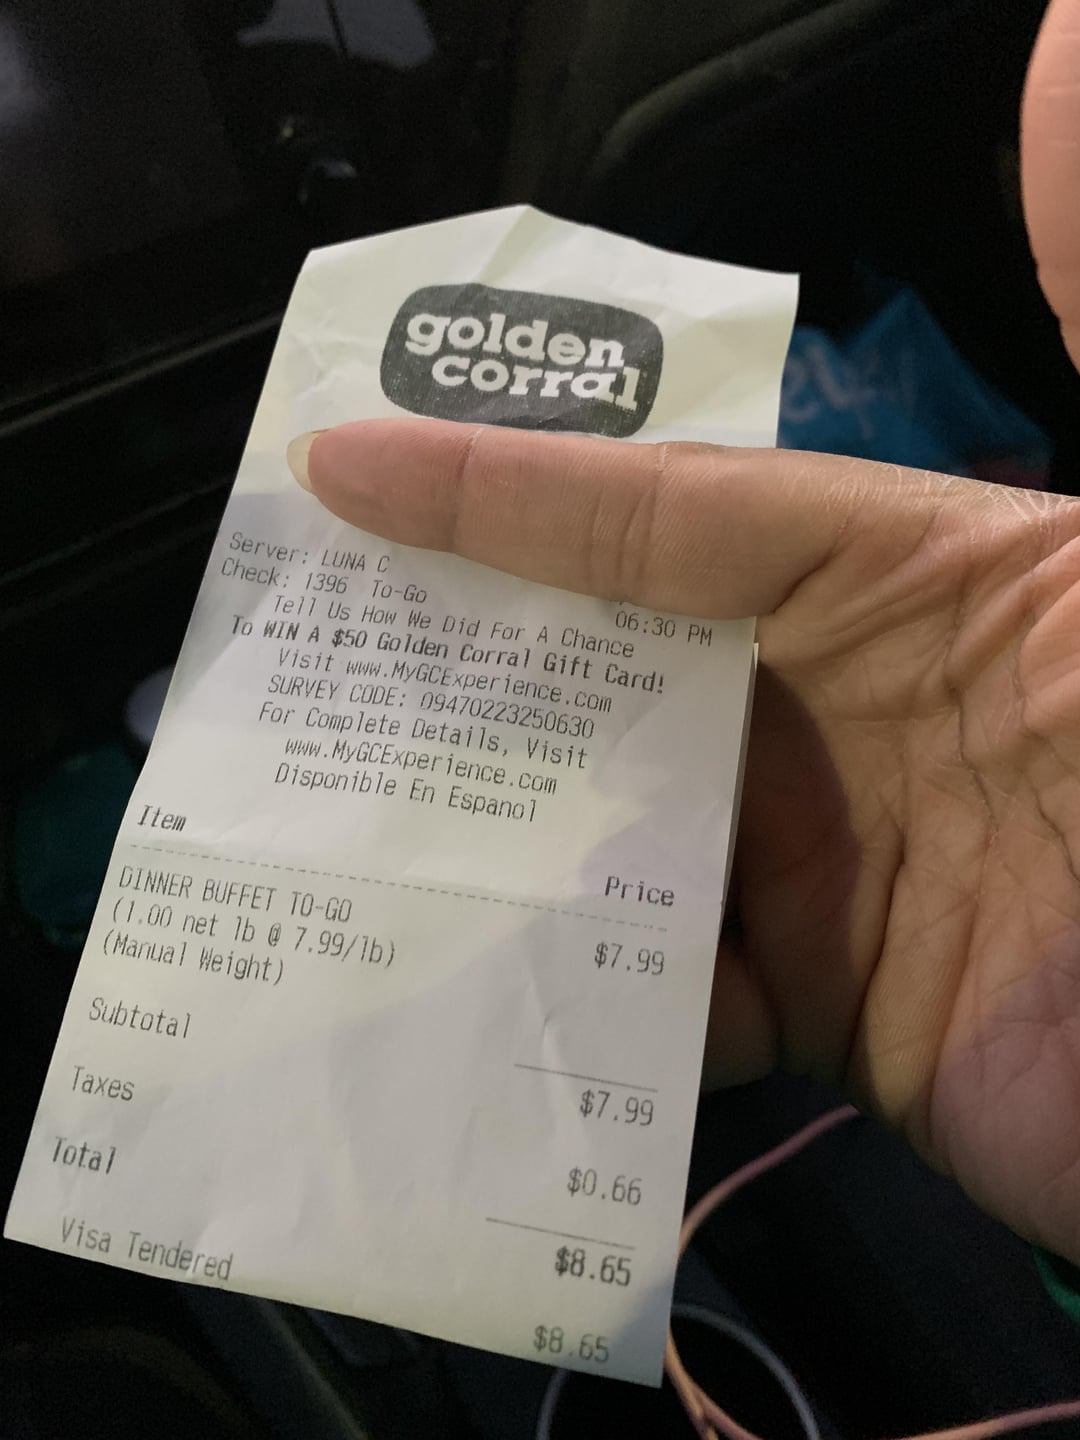 golden
corral
Server: LUNA C
Check: 1396 To-Go
06:30 PM
Tell Us How We Did For A Chance
To WIN A $50 Golden Corral Gift Card!
Visit www.MyGCExperience.com
SURVEY CODE: 09470223250630
For Complete Details, Visit
www.MyGCExperience.com
Disponible En Espanol
Item Price
DINNER BUFFET TO-GO $7.99
(1.00 net lb @ 7.99/lb)
(Manual Weight)
Subtotal $7.99
Taxes $0.66
Total $8.65
Visa Tendered $8.65